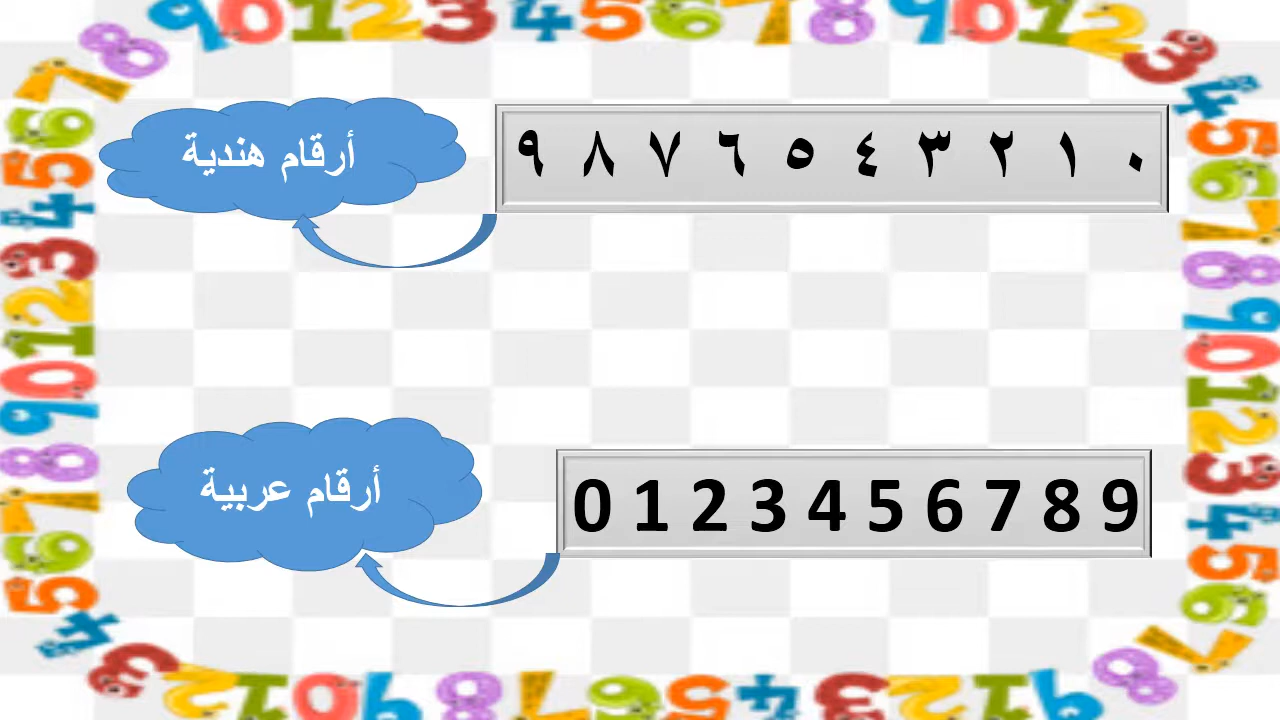 أرقام هندية
٩ ٨ ٧ ٦ ٥ ٤ ٣ ٢ ١ ٠
أرقام عربية
0 1 2 3 4 5 6 7 8 9